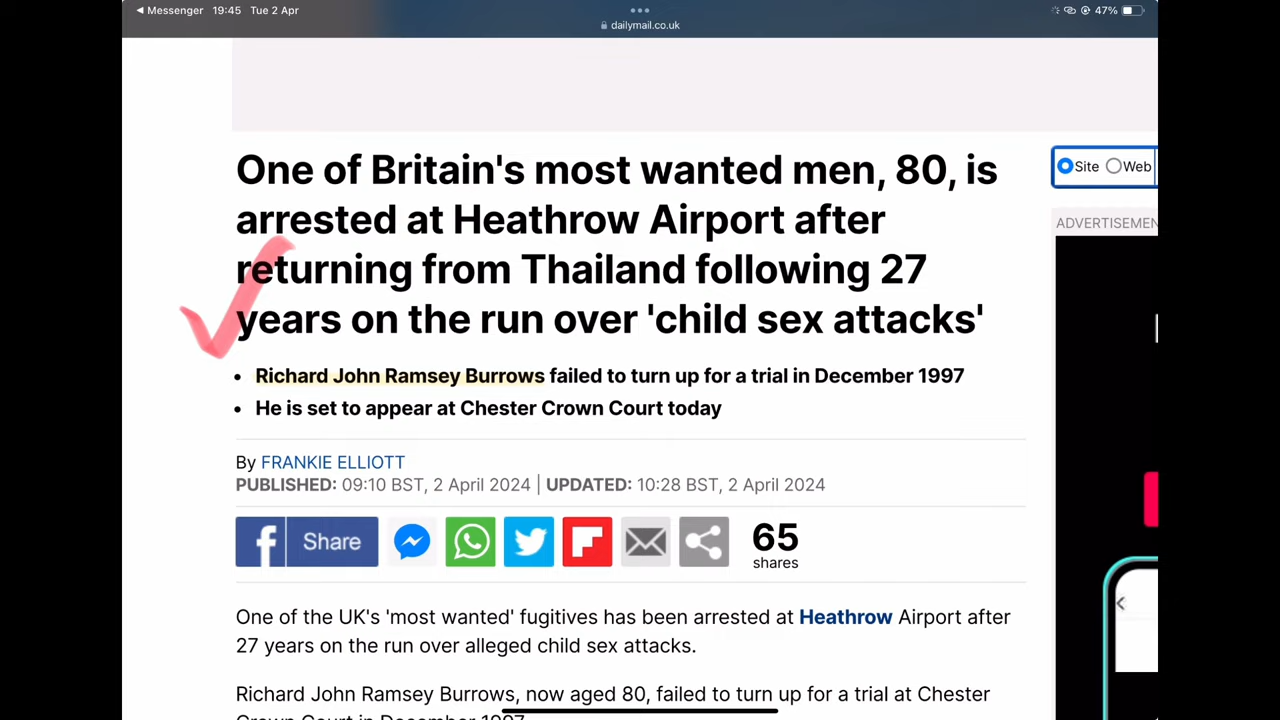 Messenger 19:45 Tue 2 Apr
47%
dailymail.co.uk
One of Britain's most wanted men, 80, is
arrested at Heathrow Airport after
returning from Thailand following 27
years on the run over 'child sex attacks'
• Richard John Ramsey Burrows failed to turn up for a trial in December 1997
• He is set to appear at Chester Crown Court today
By FRANKIE ELLIOTT
PUBLISHED: 09:10 BST, 2 April 2024 | UPDATED: 10:28 BST, 2 April 2024
Share
65
shares
One of the UK's 'most wanted' fugitives has been arrested at Heathrow Airport after
27 years on the run over alleged child sex attacks.
Richard John Ramsey Burrows, now aged 80, failed to turn up for a trial at Chester
Crown Court in December 1997
Site Web
ADVERTISEMEN